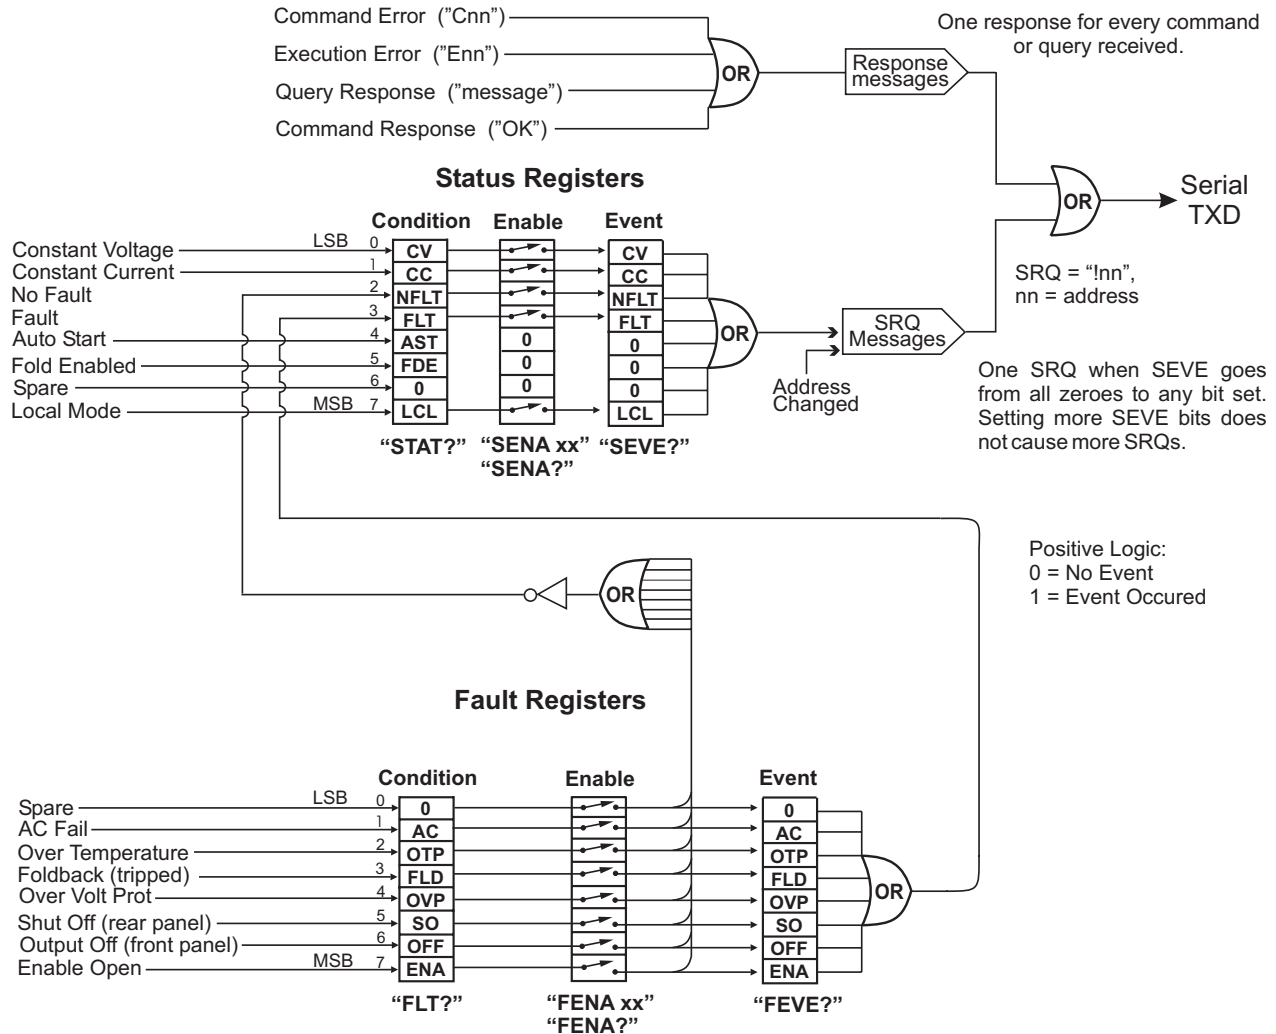 Command Error ("Cnn")
Execution Error ("Enn")
Query Response ("message")
Command Response ("OK")
OR
Response
messages
One response for every command
or query received.
OR
Serial
TXD
SRQ = "!nn",
nn = address
Status Registers
Condition Enable Event
Constant Voltage LSB 0 CV CV
Constant Current 1 CC CC
No Fault 2 NFLT NFLT
Fault 3 FLT FLT
Auto Start 4 AST 0 0
Fold Enabled 5 FDE 0 0
Spare 6 0 0 0
Local Mode MSB 7 LCL LCL
"STAT?" "SENA xx" "SEVE?"
"SENA?"
OR
SRQ
Messages
Address
Changed
One SRQ when SEVE goes
from all zeroes to any bit set.
Setting more SEVE bits does
not cause more SRQs.
Positive Logic:
0 = No Event
1 = Event Occured
OR
Fault Registers
Condition Enable Event
Spare LSB 0 0 0
AC Fail 1 AC AC
Over Temperature 2 OTP OTP
Foldback (tripped) 3 FLD FLD
Over Volt Prot 4 OVP OVP
Shut Off (rear panel) 5 SO SO
Output Off (front panel) 6 OFF OFF
Enable Open MSB 7 ENA ENA
OR
"FLT?" "FENA xx" "FEVE?"
"FENA?"